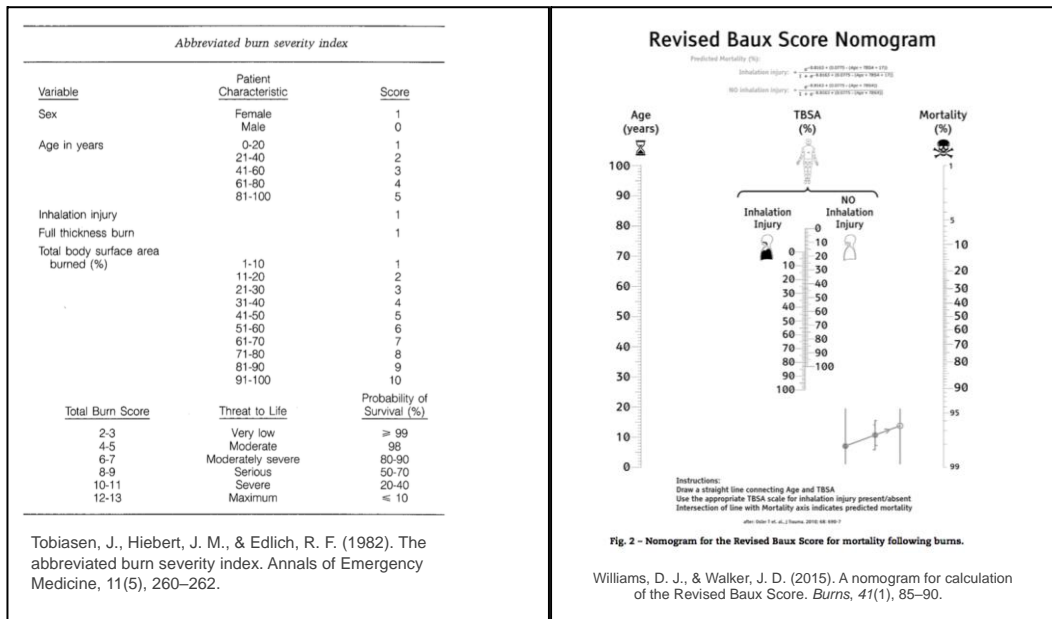 Abbreviated burn severity index
Variable Patient Characteristic Score
Sex Female 1
Male 0
Age in years 0-20 1
21-40 2
41-60 3
61-80 4
81-100 5
Inhalation injury 1
Full thickness burn 1
Total body surface area burned (%) 1-10 1
11-20 2
21-30 3
31-40 4
41-50 5
51-60 6
61-70 7
71-80 8
81-90 9
91-100 10
Total Burn Score Threat to Life Probability of Survival (%)
2-3 Very low ≥ 99
4-5 Moderate 98
6-7 Moderately severe 80-90
8-9 Serious 50-70
10-11 Severe 20-40
12-13 Maximum ≤ 10
Tobiasen, J., Hiebert, J. M., & Edlich, R. F. (1982). The
abbreviated burn severity index. Annals of Emergency
Medicine, 11(5), 260–262.
Revised Baux Score Nomogram
Predicted Mortality (%):
Inhalation injury:
NO inhalation injury:
Age
(years)
100
90
80
70
60
50
40
30
20
10
0
TBSA
(%)
Inhalation
Injury
0
10
20
30
40
50
60
70
80
90
100
NO
Inhalation
Injury
0
10
20
30
40
50
60
70
80
90
100
Mortality
(%)
1
5
10
20
30
40
50
60
70
80
90
95
99
Instructions:
Draw a straight line connecting Age and TBSA
Use the appropriate TBSA scale for inhalation injury present/absent
Intersection of line with Mortality axis indicates predicted mortality
Fig. 2 – Nomogram for the Revised Baux Score for mortality following burns.
Williams, D. J., & Walker, J. D. (2015). A nomogram for calculation
of the Revised Baux Score. Burns, 41(1), 85–90.